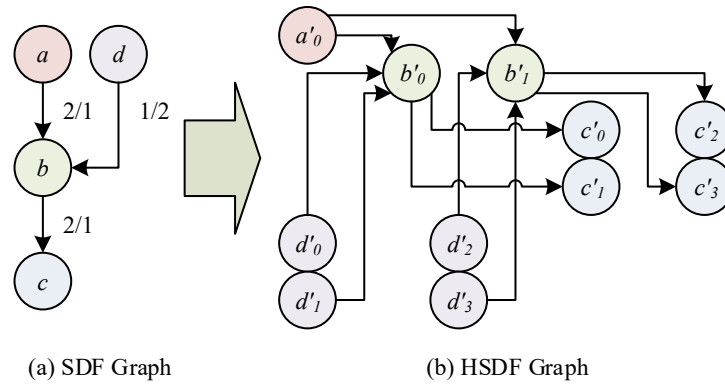 a
d
2/1
1/2
b
2/1
c
(a) SDF Graph
a'0
b'0
b'1
c'0
c'1
c'2
c'3
d'0
d'1
d'2
d'3
(b) HSDF Graph